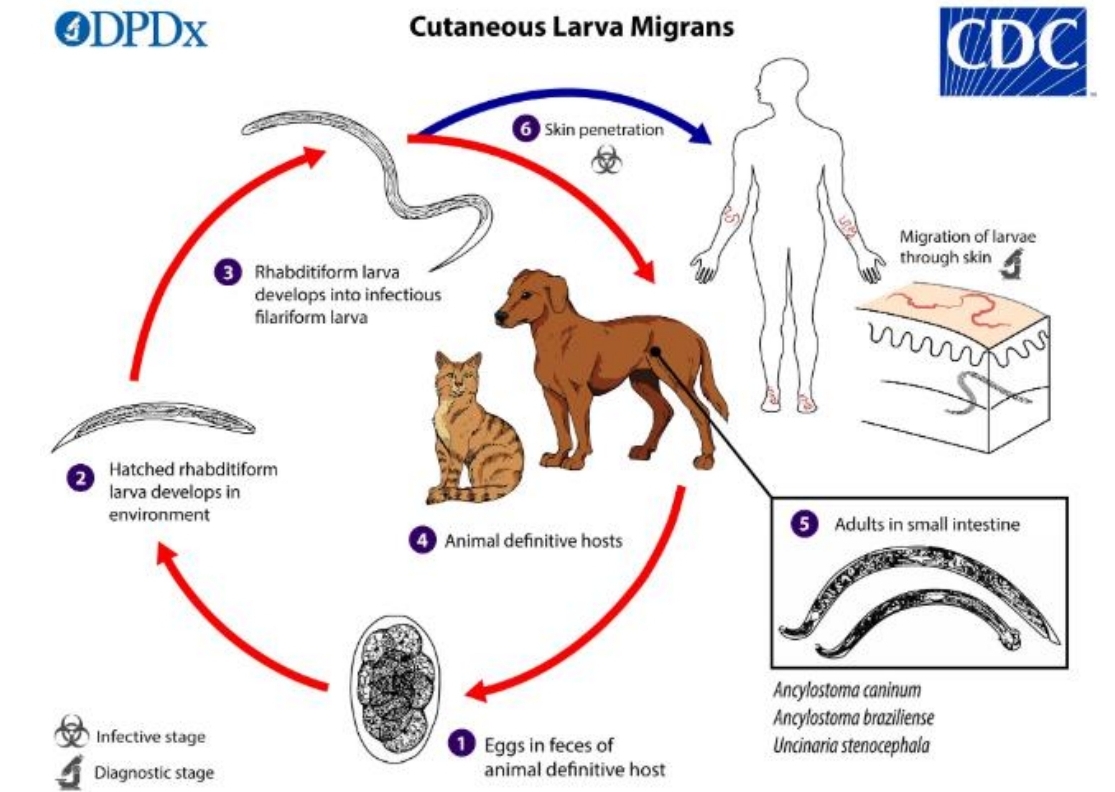 DPDx
Cutaneous Larva Migrans
CDC
6 Skin penetration
Migration of larvae
through skin
3 Rhabditiform larva
develops into infectious
filariform larva
2 Hatched rhabditiform
larva develops in
environment
4 Animal definitive hosts
5 Adults in small intestine
Ancylostoma caninum
Ancylostoma braziliense
Uncinaria stenocephala
1 Eggs in feces of
animal definitive host
Infective stage
Diagnostic stage